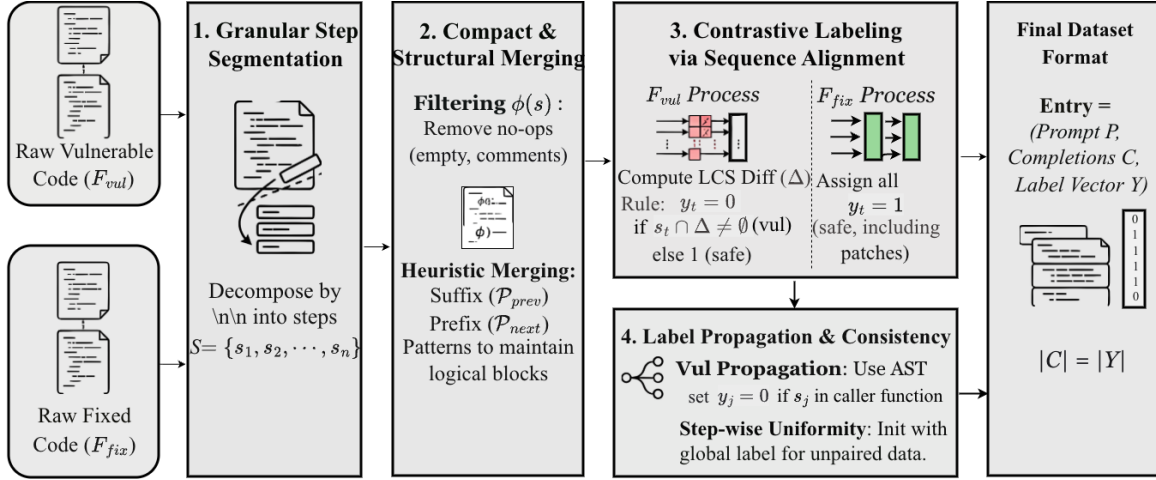 Raw Vulnerable
Code (F_vul)
Raw Fixed
Code (F_fix)
1. Granular Step
Segmentation
Decompose by
\n\n into steps
S= {s_1, s_2, ⋯, s_n}
2. Compact &
Structural Merging
Filtering ϕ(s) :
Remove no-ops
(empty, comments)
Heuristic Merging:
Suffix (P_prev)
Prefix (P_next)
Patterns to maintain
logical blocks
3. Contrastive Labeling
via Sequence Alignment
F_vul Process
Compute LCS Diff (Δ)
Rule: y_t = 0
if s_t ∩ Δ ≠ ∅ (vul)
else 1 (safe)
F_fix Process
Assign all
y_t = 1
(safe, including
patches)
4. Label Propagation & Consistency
Vul Propagation: Use AST
set y_j = 0 if s_j in caller function
Step-wise Uniformity: Init with
global label for unpaired data.
Final Dataset
Format
Entry =
(Prompt P,
Completions C,
Label Vector Y)
0
1
1
1
1
0
|C| = |Y|